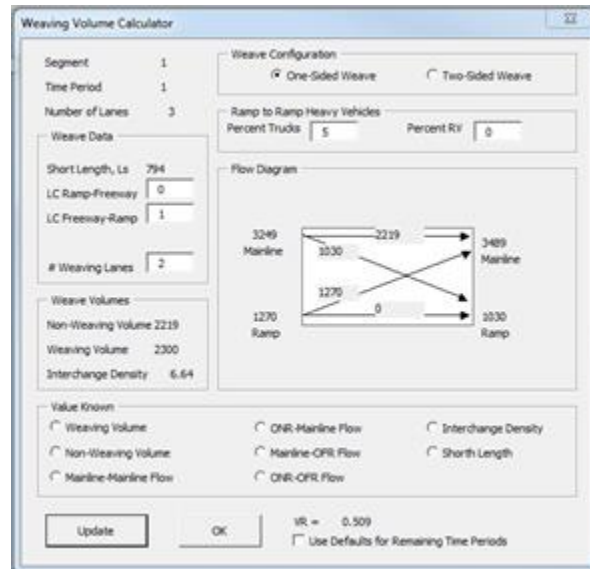 Weaving Volume Calculator
Segment 1
Time Period 1
Number of Lanes 3
Weave Configuration
One-Sided Weave Two-Sided Weave
Ramp to Ramp Heavy Vehicles
Percent Trucks 5 Percent RV 0
Weave Data
Short Length, Ls 794
LC Ramp-Freeway 0
LC Freeway-Ramp 1
# Weaving Lanes 2
Flow Diagram
3249 Mainline
2219
1030
3489 Mainline
1270
0
1270 Ramp
1030 Ramp
Weave Volumes
Non-Weaving Volume 2219
Weaving Volume 2300
Interchange Density 6.64
Value Known
Weaving Volume ONR-Mainline Flow Interchange Density
Non-Weaving Volume Mainline-OFR Flow Shorth Length
Mainline-Mainline Flow ONR-OFR Flow
Update OK VR = 0.509
Use Defaults for Remaining Time Periods